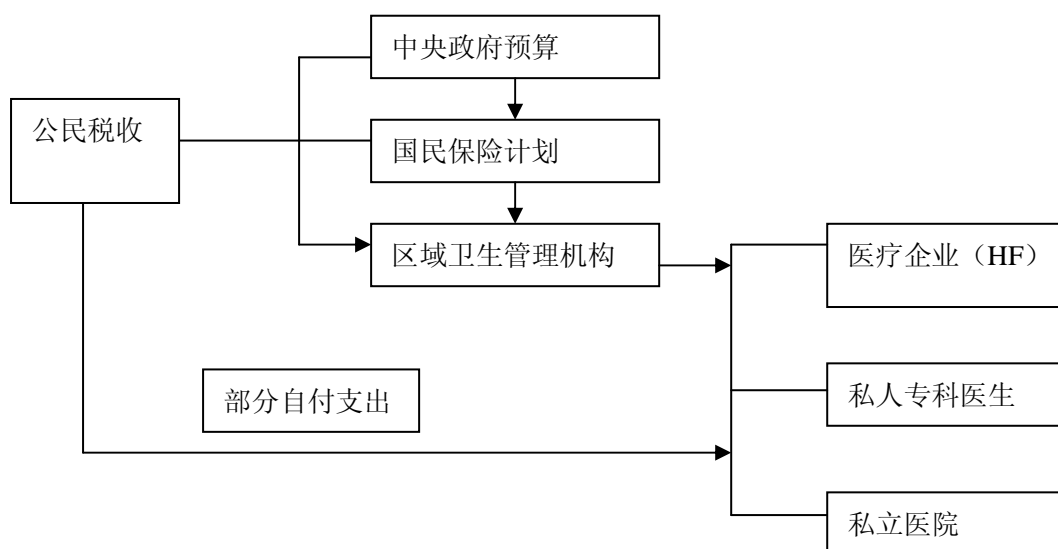 中央政府预算
公民税收
国民保险计划
区域卫生管理机构
医疗企业（HF）
部分自付支出
私人专科医生
私立医院